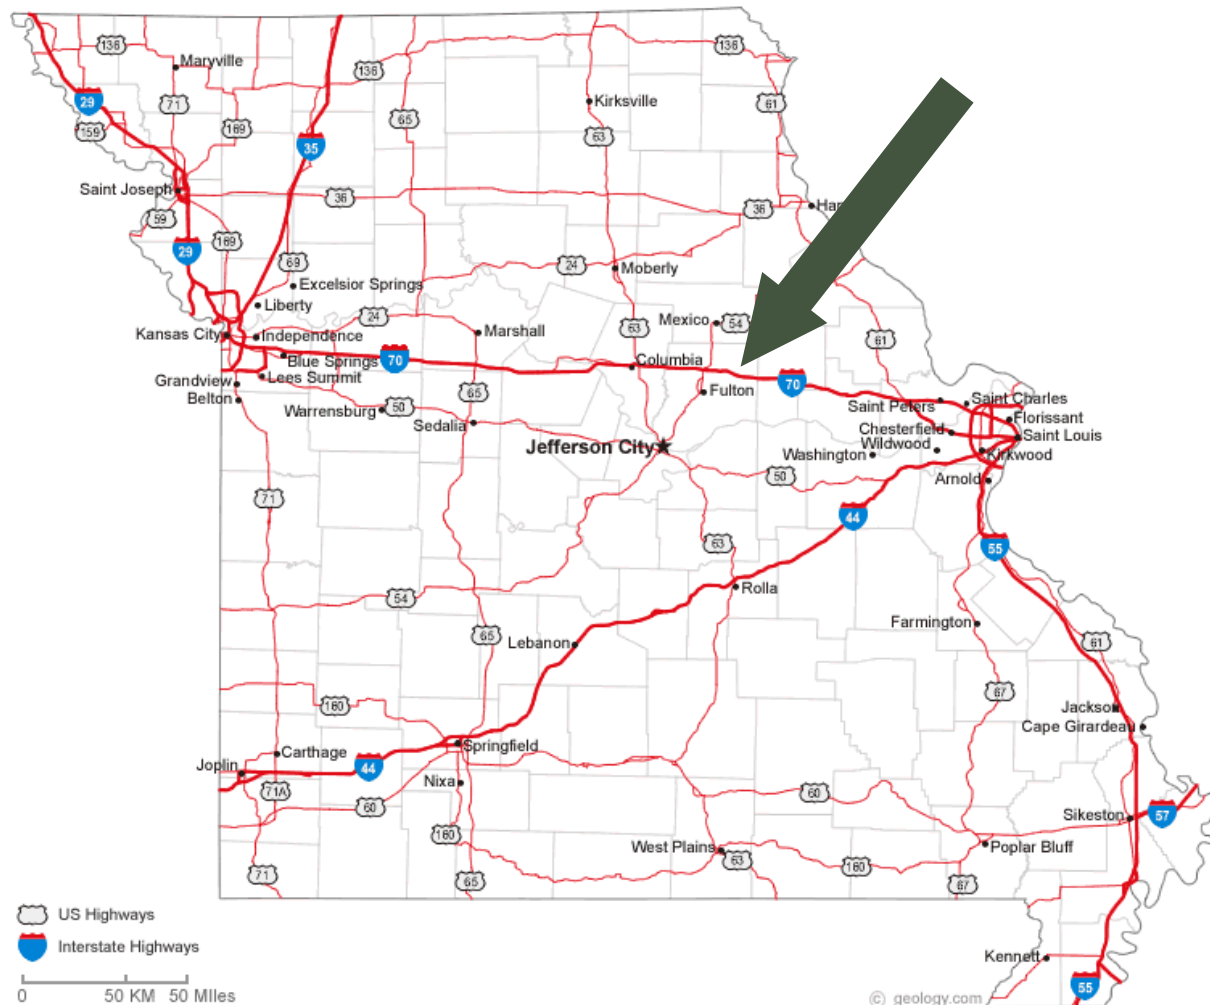 136
136
Maryville
136
29
71
Kirksville
61
65
159
169
63
35
Saint Joseph
36
36
Har
59
169
29
69
24
Moberly
Excelsior Springs
Liberty
24
Mexico
54
63
Marshall
Kansas City
Independence
61
Blue Springs
70
Columbia
Lees Summit
70
Grandview
Fulton
Belton
65
Saint Charles
Warrensburg
50
Saint Peters
Florissant
Sedalia
Chesterfield
Saint Louis
Jefferson City
Wildwood
Washington
Kirkwood
50
Arnold
71
44
63
55
Rolla
54
Farmington
65
Lebanon
61
67
160
Jackson
Cape Girardeau
Springfield
Carthage
Joplin
44
Nixa
71A
60
60
Sikeston
57
160
West Plains
63
Poplar Bluff
160
71
65
67
US Highways
Interstate Highways
Kennett
55
0 50 KM 50 MIles
© geology.com